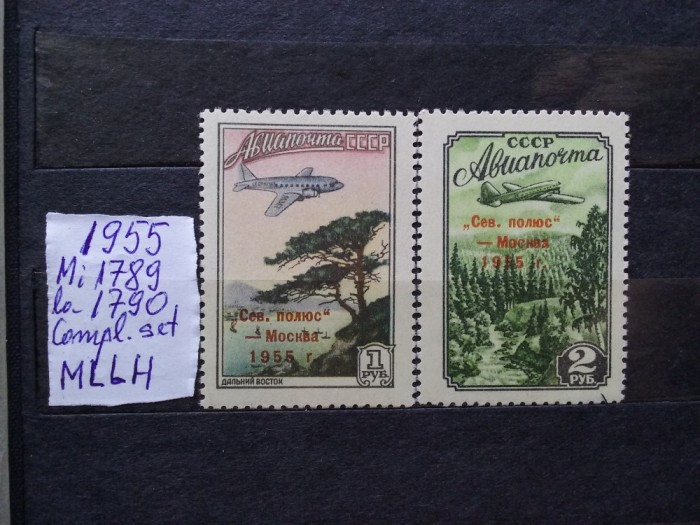 1955
Mi 1789
la 1790
Compl. set
MLLH
Авиапочта СССР
„Сев. полюс“
— Москва
1955 г.
ДАЛЬНИЙ ВОСТОК
1
РУБ.
СССР
Авиапочта
„Сев. полюс“
— Москва
1955 г.
2
РУБ.